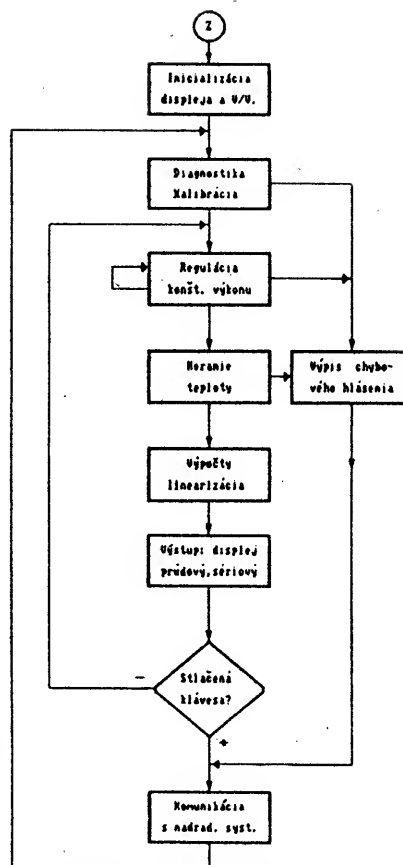 Z
Inicializácia
displeja a V/V.
Diagnostika
Kalibrácia
Regulácia
konšt. výkonu
Meranie
teploty
Výpis chybo-
vého hlásenia
Výpočty
linearizácia
Výstup: displej
prúdový,sériový
Stlačená
klávesa?
–
+
Komunikácia
s nadrad. syst.